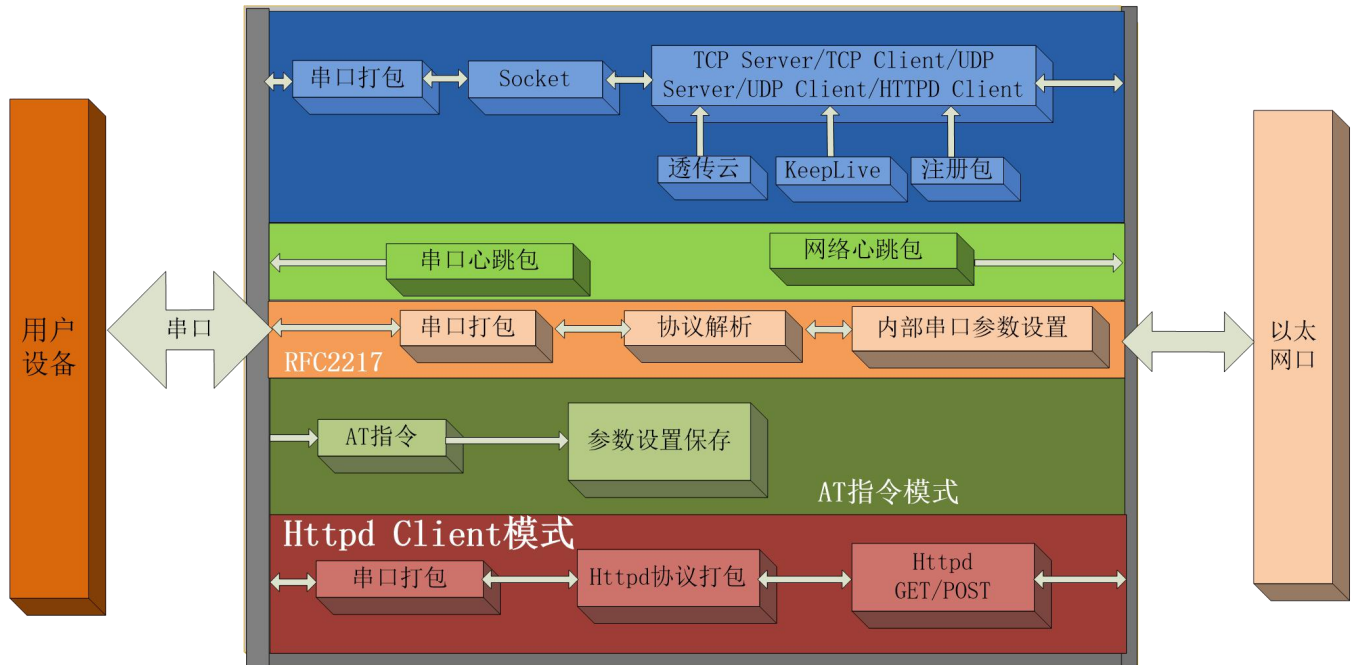 串口打包
Socket
TCP Server/TCP Client/UDP
Server/UDP Client/HTTPD Client
透传云
KeepLive
注册包
串口心跳包
网络心跳包
用户
设备
串口
串口打包
协议解析
内部串口参数设置
RFC2217
以太
网口
AT指令
参数设置保存
AT指令模式
Httpd Client模式
串口打包
Httpd协议打包
Httpd
GET/POST